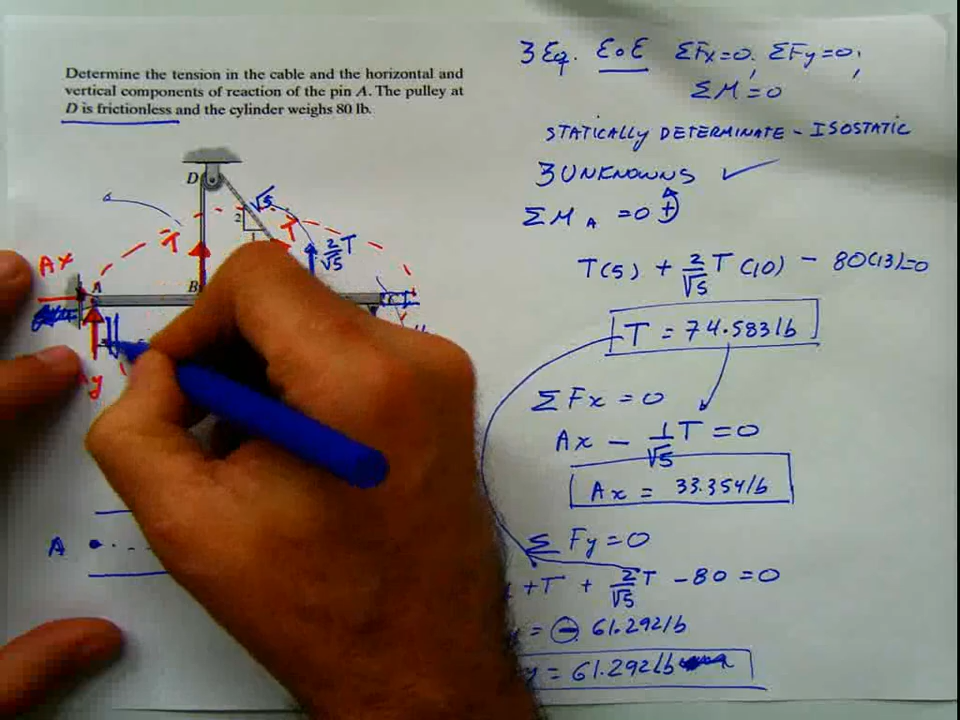 Determine the tension in the cable and the horizontal and
vertical components of reaction of the pin A. The pulley at
D is frictionless and the cylinder weighs 80 lb.
D
2
√5
1
T
T
2/√5 T
AX
A
B
y
A
3 Eq. EoE ΣFx=0, ΣFy=0,
ΣM=0
STATICALLY DETERMINATE - ISOSTATIC
3 UNKNOWNS ✓
ΣM A =0 +
T(5) + 2/√5 T(10) - 80(13)=0
T = 74.583 lb
ΣFx = 0
Ax - 1/√5 T = 0
Ax = 33.354 lb
ΣFy = 0
+T + 2/√5 T - 80 = 0
= - 61.292 lb
y = 61.292 lb